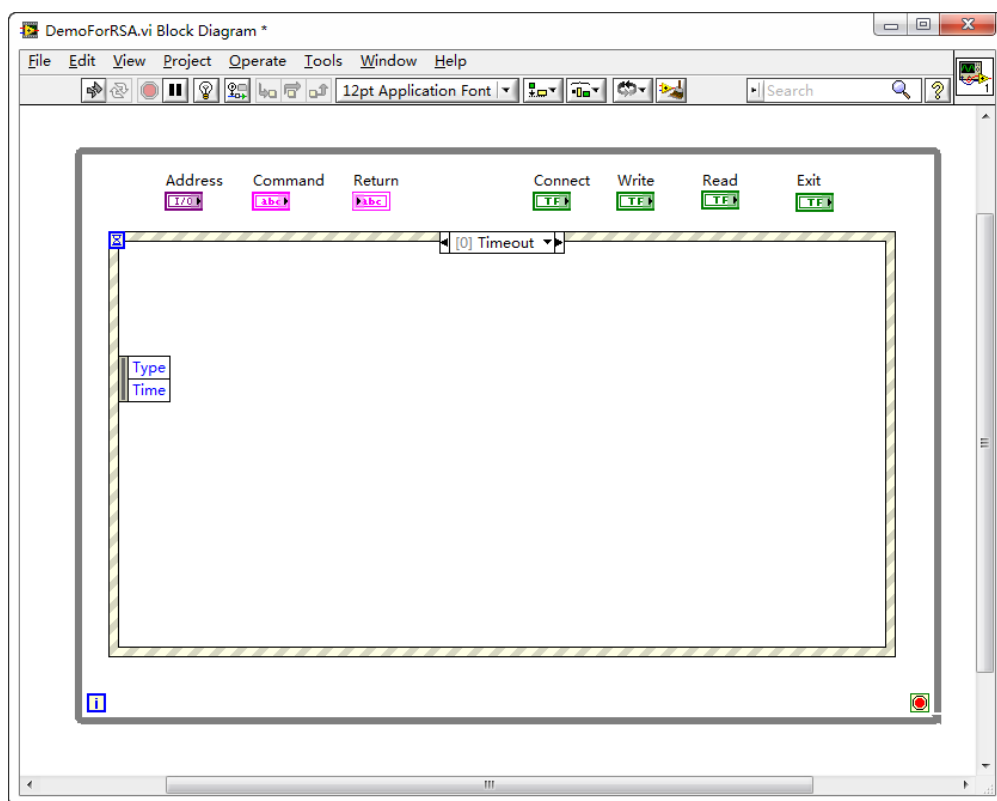 DemoForRSA.vi Block Diagram *
File Edit View Project Operate Tools Window Help
12pt Application Font
Search
1
Address Command Return Connect Write Read Exit
I/O abc abc TF TF TF TF
[0] Timeout
Type
Time
i